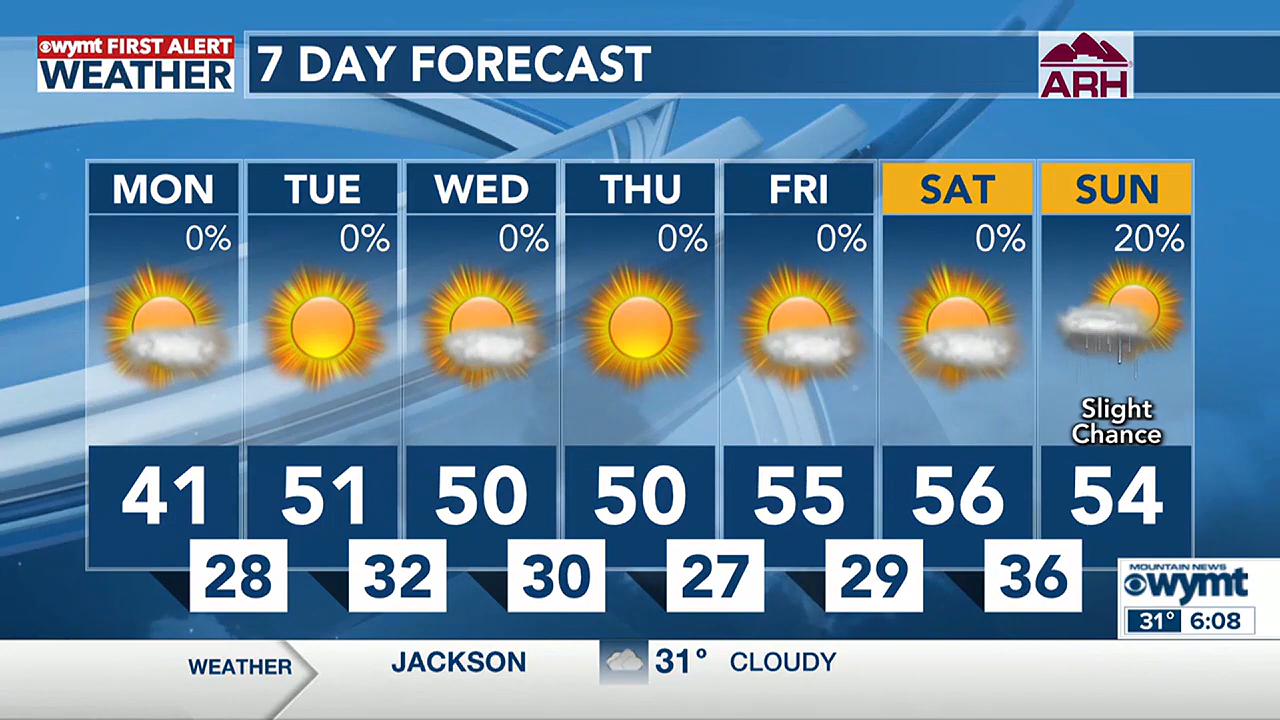 wymt FIRST ALERT
WEATHER
7 DAY FORECAST
ARH
MON TUE WED THU FRI SAT SUN
0% 0% 0% 0% 0% 0% 20%
Slight
Chance
41 51 50 50 55 56 54
28 32 30 27 29 36
MOUNTAIN NEWS
wymt
31° 6:08
WEATHER JACKSON 31° CLOUDY